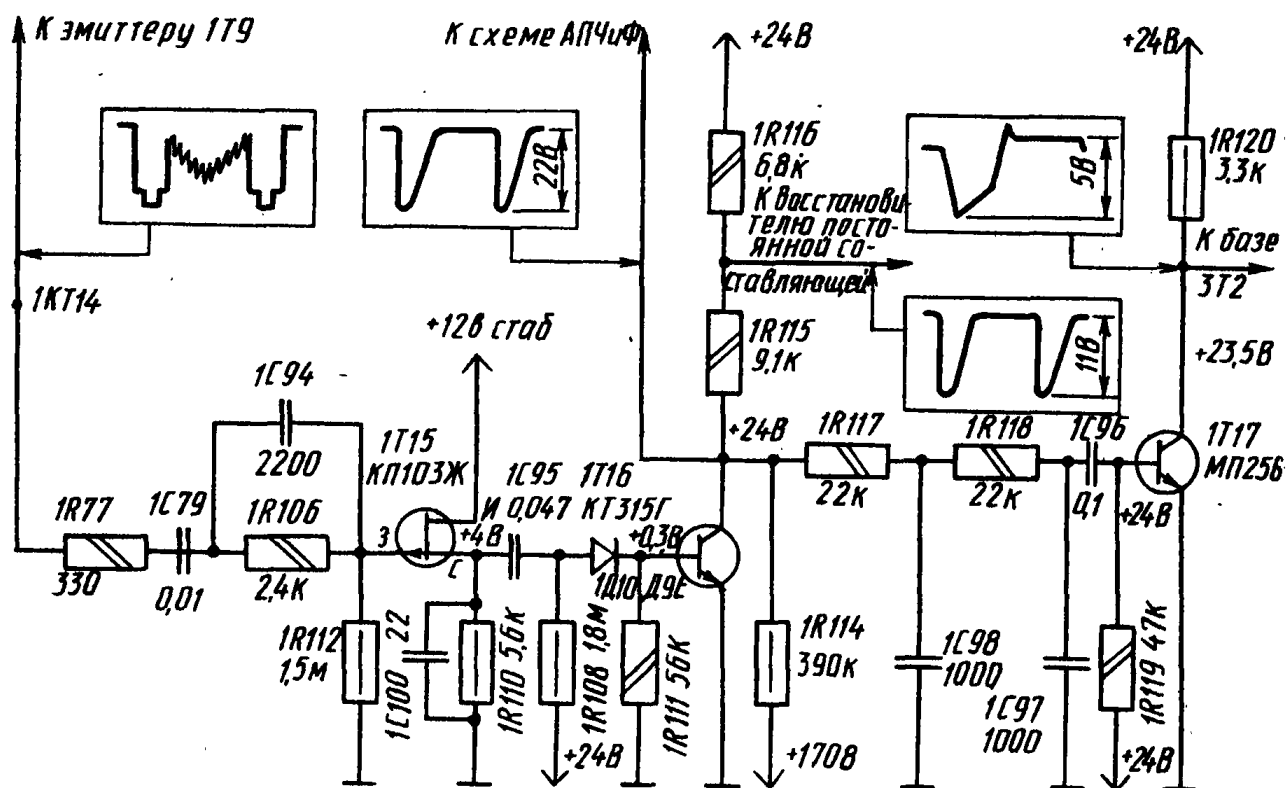 К эмиттеру 1Т9
К схеме АПЧиФ
+24В
+24В
22В
1R116
6,8к
5В
1R120
3,3к
К восстанови-
телю посто-
янной со-
ставляющей
К базе
3Т2
1КТ14
+12В стаб
1R115
9,1к
11В
+23,5В
1С94
2200
1Т15
КП103Ж
+24В
1R117
22к
1R118
22к
1С96
0,1
1Т17
МП25Б
+24В
1R77
330
1С79
0,01
1R106
2,4к
З
И
С
+4В
1С95
0,047
1Т16
КТ315Г
+0,3В
1Д10 Д9Е
1R112
1,5м
1С100 22
1R110 5,6к
1R108 1,8м
1R111 56к
1R114
390к
1С98
1000
1С97
1000
1R119 47к
+24В
+170В
+24В